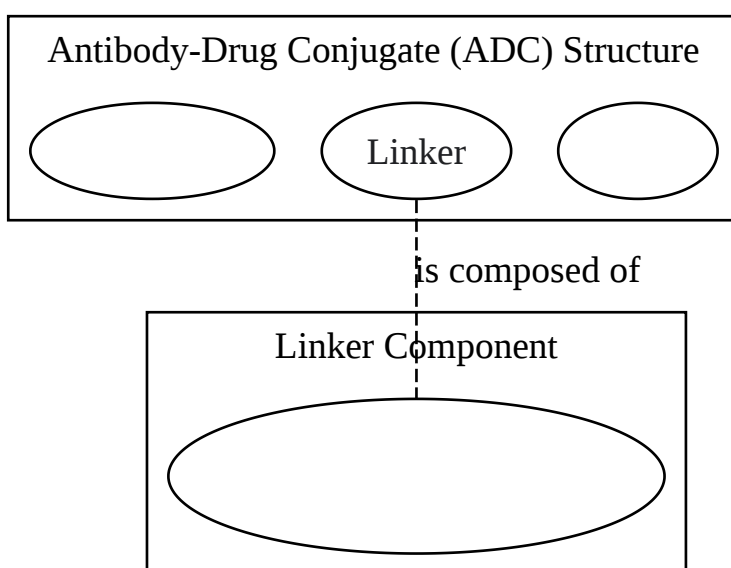 Antibody-Drug Conjugate (ADC) Structure
Linker
is composed of
Linker Component